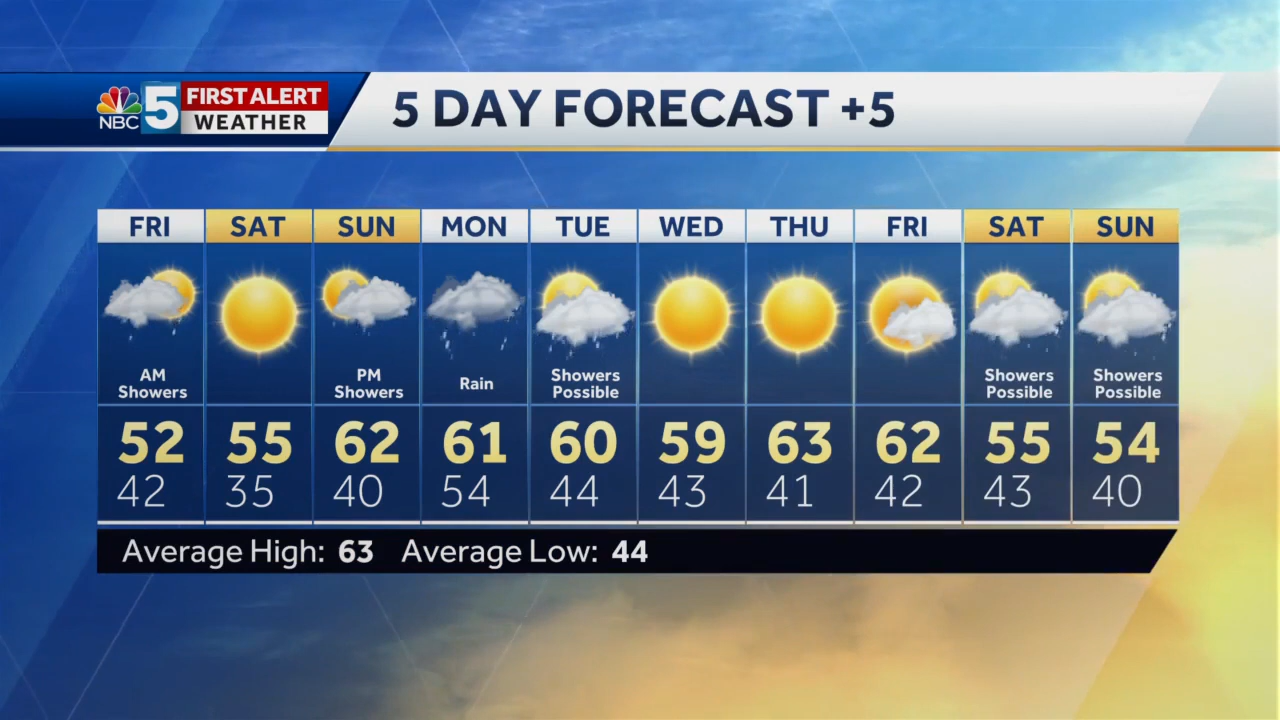 NBC 5 FIRST ALERT WEATHER
5 DAY FORECAST +5
FRI SAT SUN MON TUE WED THU FRI SAT SUN
AM Showers
PM Showers
Rain
Showers Possible
Showers Possible
Showers Possible
52 55 62 61 60 59 63 62 55 54
42 35 40 54 44 43 41 42 43 40
Average High: 63 Average Low: 44